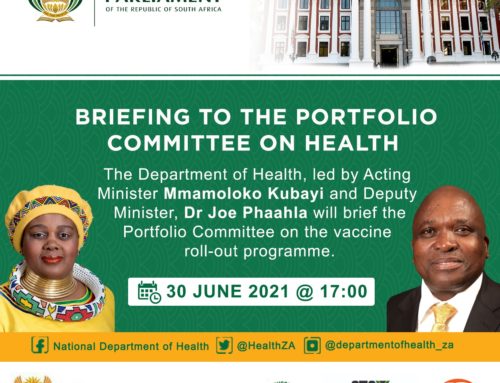 PARLIAMENT
OF THE REPUBLIC OF SOUTH AFRICA
BRIEFING TO THE PORTFOLIO
COMMITTEE ON HEALTH
The Department of Health, led by Acting
Minister Mmamoloko Kubayi and Deputy
Minister, Dr Joe Phaahla will brief the
Portfolio Committee on the vaccine
roll-out programme.
30 JUNE 2021 @ 17:00
National Department of Health
@HealthZA
@departmentofhealth_za